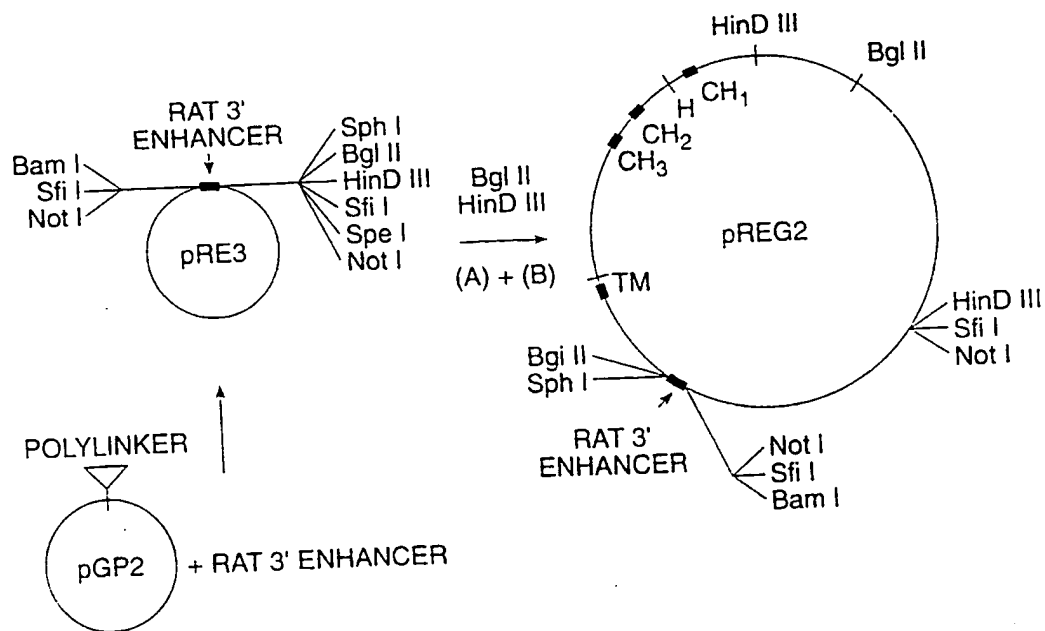 RAT 3'
ENHANCER
Bam I
Sfi I
Not I
Sph I
Bgl II
HinD III
Sfi I
Spe I
Not I
pRE3
Bgl II
HinD III
(A) + (B)
HinD III
Bgl II
CH1
H
CH2
CH3
pREG2
TM
HinD III
Sfi I
Not I
Bgi II
Sph I
RAT 3'
ENHANCER
Not I
Sfi I
Bam I
POLYLINKER
pGP2
+ RAT 3' ENHANCER